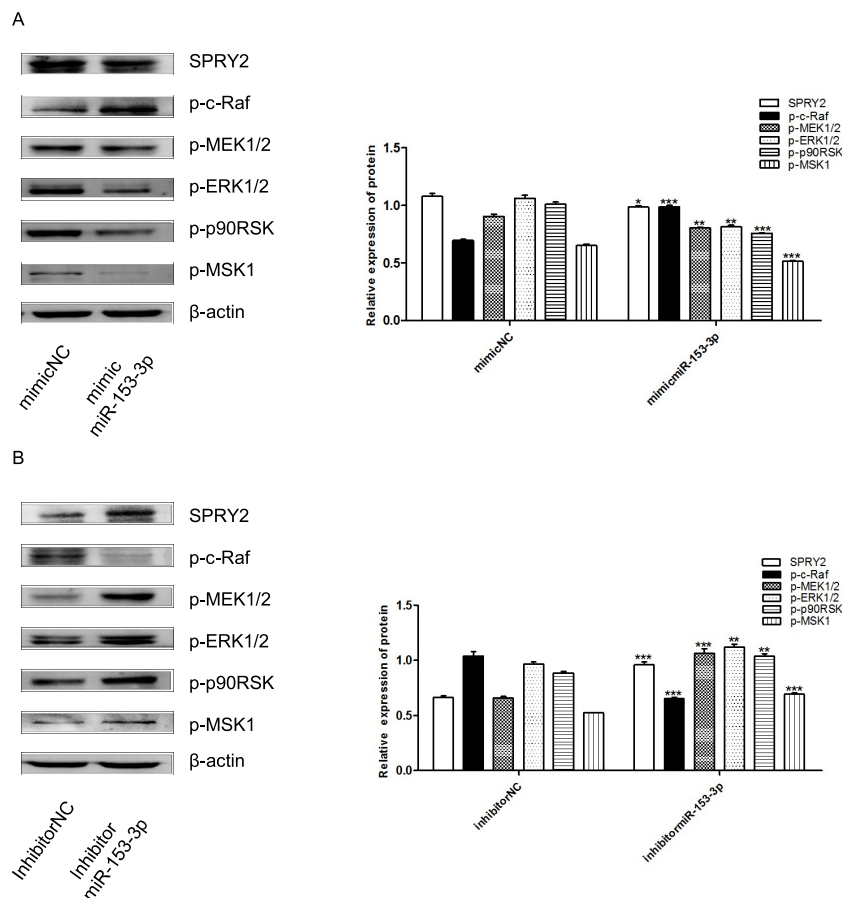 A
SPRY2
p-c-Raf
p-MEK1/2
p-ERK1/2
p-p90RSK
p-MSK1
β-actin
mimicNC
mimic
miR-153-3p
SPRY2
p-c-Raf
p-MEK1/2
p-ERK1/2
p-p90RSK
p-MSK1
Relative expression of protein
1.5
1.0
0.5
0.0
* *** ** ** *** ***
mimicNC
mimicmiR-153-3p
B
SPRY2
p-c-Raf
p-MEK1/2
p-ERK1/2
p-p90RSK
p-MSK1
β-actin
InhibitorNC
Inhibitor
miR-153-3p
SPRY2
p-c-Raf
p-MEK1/2
p-ERK1/2
p-p90RSK
p-MSK1
Relative expression of protein
1.5
1.0
0.5
0.0
*** *** *** ** ** ***
inhibitorNC
inhibitormiR-153-3p